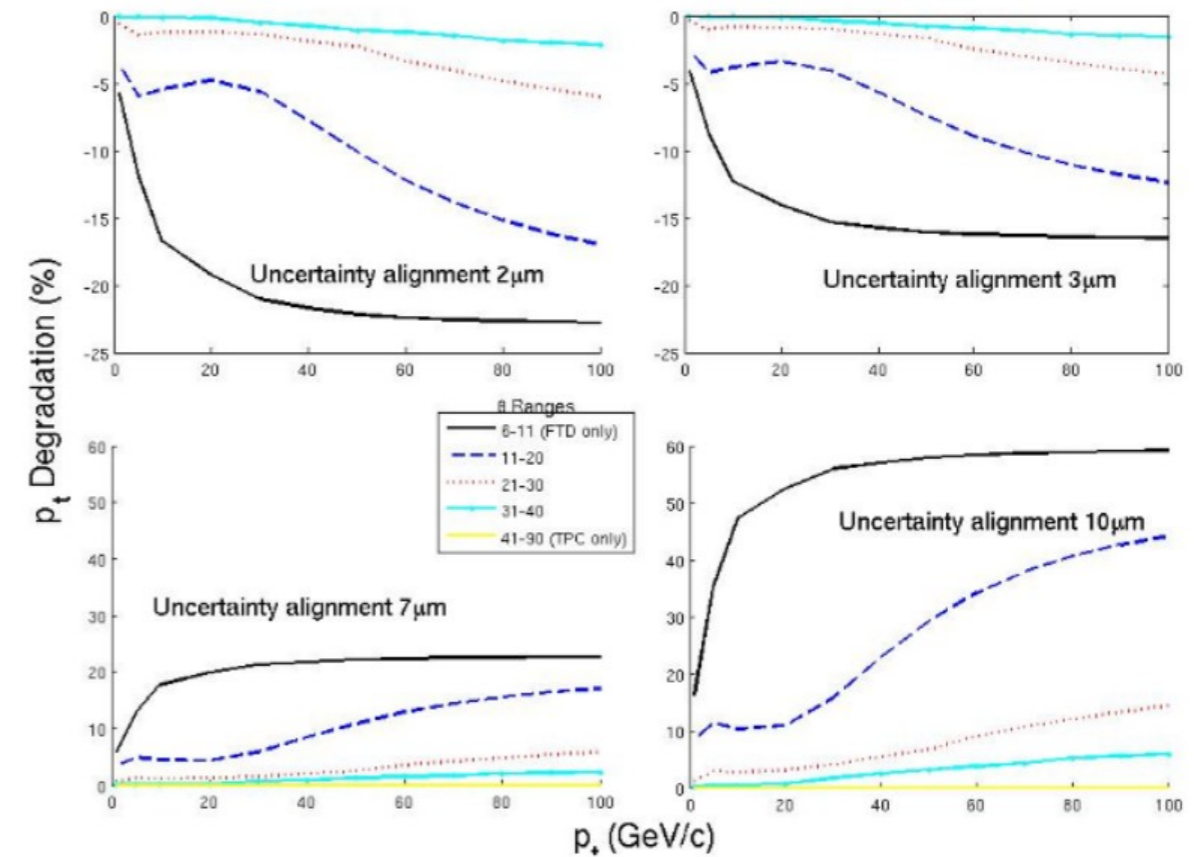 0
-5
-10
-15
-20
-25
0 20 40 60 80 100
Uncertainty alignment 2μm
0
-5
-10
-15
-20
-25
0 20 40 60 80 100
Uncertainty alignment 3μm
pt Degradation (%)
θ Ranges
6-11 (FTD only)
11-20
21-30
31-40
41-90 (TPC only)
60
50
40
30
20
10
0
0 20 40 60 80 100
Uncertainty alignment 7μm
60
50
40
30
20
10
0
0 20 40 60 80 100
Uncertainty alignment 10μm
pt (GeV/c)